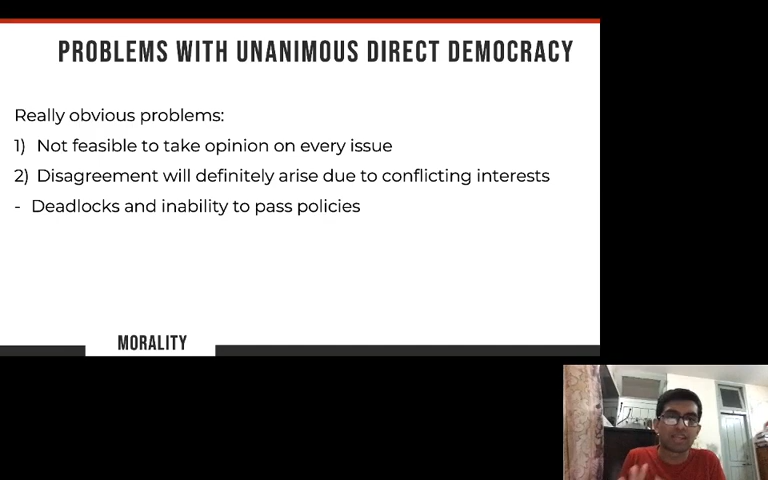 PROBLEMS WITH UNANIMOUS DIRECT DEMOCRACY
Really obvious problems:
1) Not feasible to take opinion on every issue
2) Disagreement will definitely arise due to conflicting interests
- Deadlocks and inability to pass policies
MORALITY